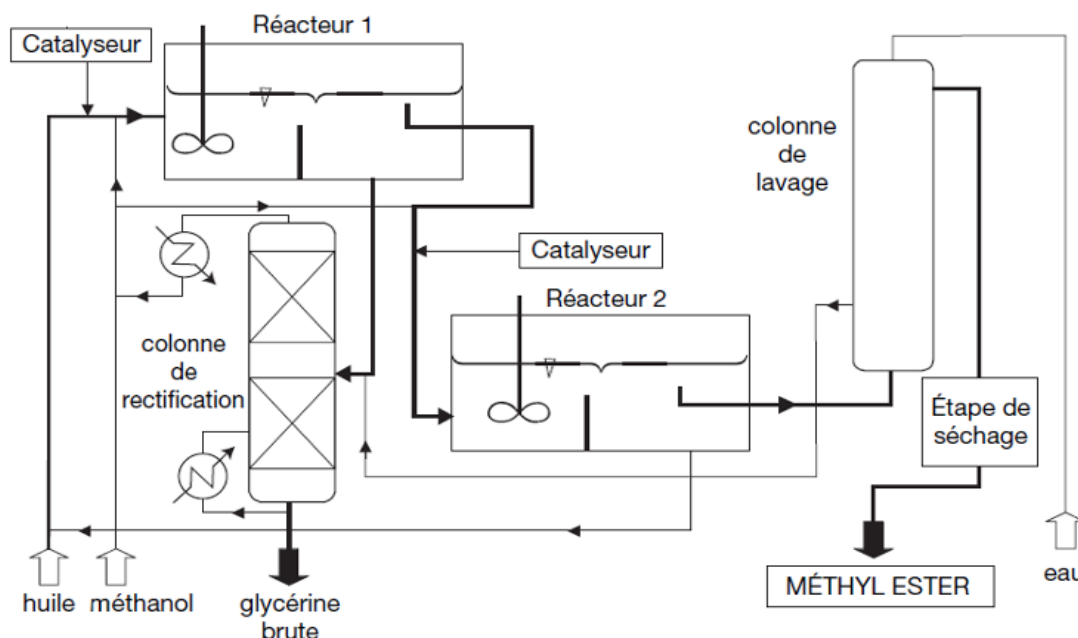 Réacteur 1
Catalyseur
colonne
de
lavage
Catalyseur
Réacteur 2
colonne
de
rectification
Étape de
séchage
huile
méthanol
glycérine
brute
MÉTHYL ESTER
eau